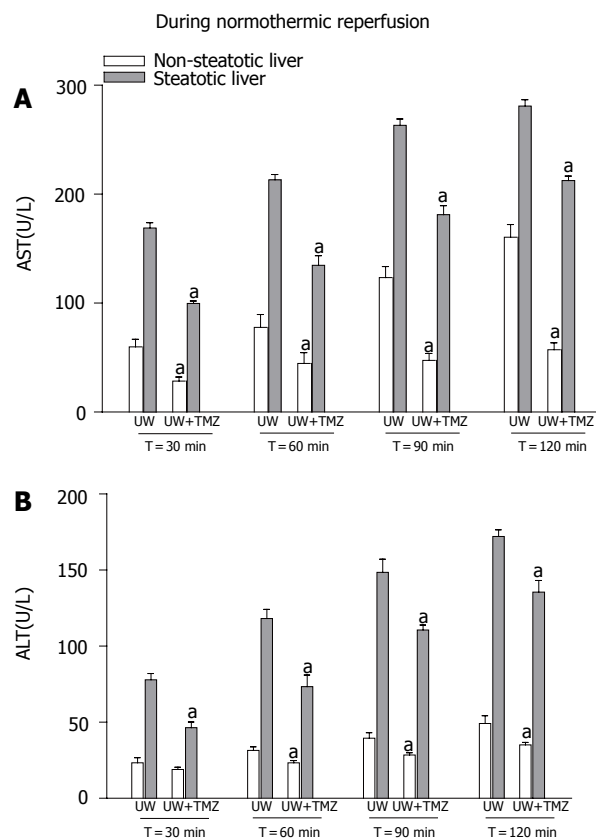 During normothermic reperfusion
Non-steatotic liver
Steatotic liver
A
AST(U/L)
300
200
100
0
a
a
a
a
a
a
a
a
UW UW+TMZ UW UW+TMZ UW UW+TMZ UW UW+TMZ
T = 30 min T = 60 min T = 90 min T = 120 min
B
ALT(U/L)
200
150
100
50
0
a
a
a
a
a
a
a
UW UW+TMZ UW UW+TMZ UW UW+TMZ UW UW+TMZ
T = 30 min T = 60 min T = 90 min T = 120 min